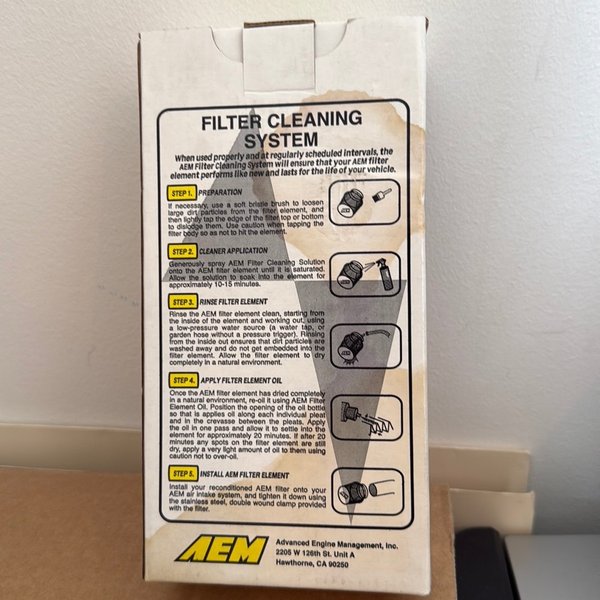 FILTER CLEANING
SYSTEM
When used properly and at regularly scheduled intervals, the
AEM Filter Cleaning System will ensure that your AEM filter
element performs like new and lasts for the life of your vehicle.
STEP 1. PREPARATION
If necessary, use a soft bristle brush to loosen
large dirt particles from the filter element, and
then lightly tap the edge of the filter top or bottom
to dislodge them. Use caution when tapping the
filter body so as not to hit the element.
STEP 2. CLEANER APPLICATION
Generously spray AEM Filter Cleaning Solution
onto the AEM filter element until it is saturated.
Allow the solution to soak into the element for
approximately 10-15 minutes.
STEP 3. RINSE FILTER ELEMENT
Rinse the AEM filter element clean, starting from
the inside of the element and working out, using
a low-pressure water source (a water tap, or
garden hose without a pressure trigger). Rinsing
from the inside out ensures that dirt particles are
washed away and do not get embedded into the
filter element. Allow the filter element to dry
completely in a natural environment.
STEP 4. APPLY FILTER ELEMENT OIL
Once the AEM filter element has dried completely
in a natural environment, re-oil it using AEM Filter
Element Oil. Position the opening of the oil bottle
so that is applies oil along each individual pleat
and in the crevasse between the pleats. Apply
the oil in one pass and allow it to settle into the
element for approximately 20 minutes. If after 20
minutes any spots on the filter element are still
dry, apply a very light amount of oil to them using
caution not to over-oil.
STEP 5. INSTALL AEM FILTER ELEMENT
Install your reconditioned AEM filter onto your
AEM air intake system, and tighten it down using
the stainless steel, double wound clamp provided
with the filter.
AEM
Advanced Engine Management, Inc.
2205 W 126th St. Unit A
Hawthorne, CA 90250